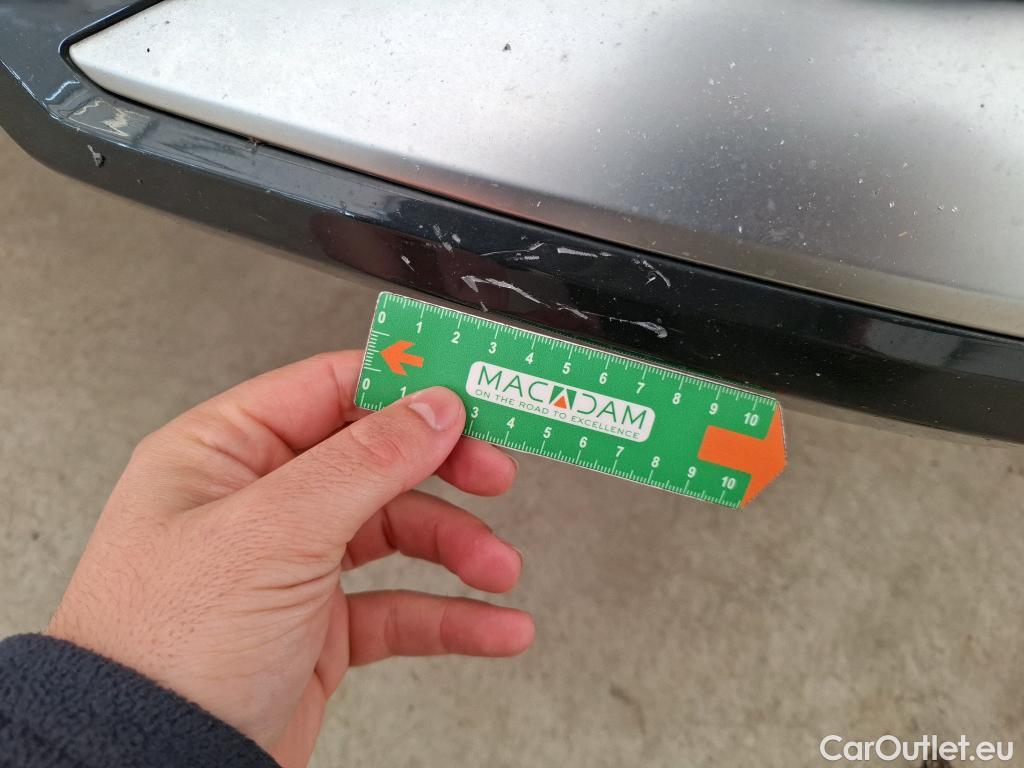 0 1 2 3 4 5 6 7 8 9 10
MACADAM
ON THE ROAD TO EXCELLENCE
0 1 3 4 5 6 7 8 9 10
CarOutlet.eu